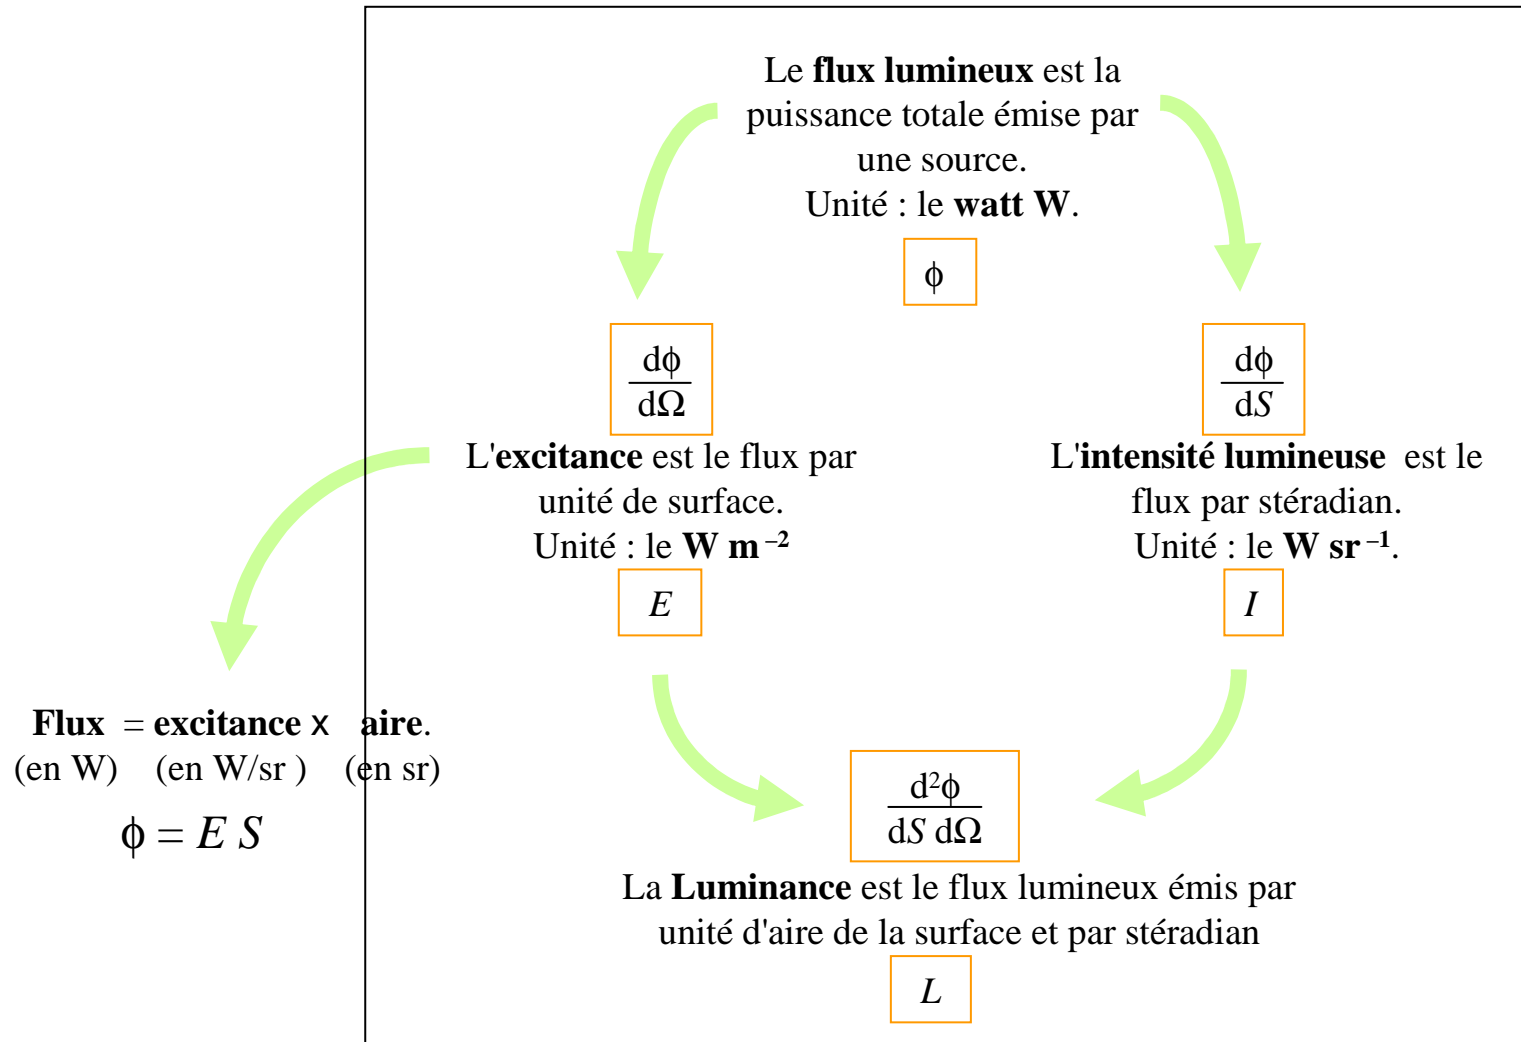 Le flux lumineux est la
puissance totale émise par
une source.
Unité : le watt W.
ϕ
dϕ
dΩ
L'excitance est le flux par
unité de surface.
Unité : le W m⁻²
E
dϕ
dS
L'intensité lumineuse est le
flux par stéradian.
Unité : le W sr⁻¹.
I
Flux = excitance x aire.
(en W) (en W/sr ) (en sr)
ϕ = E S
d²ϕ
dS dΩ
La Luminance est le flux lumineux émis par
unité d'aire de la surface et par stéradian
L